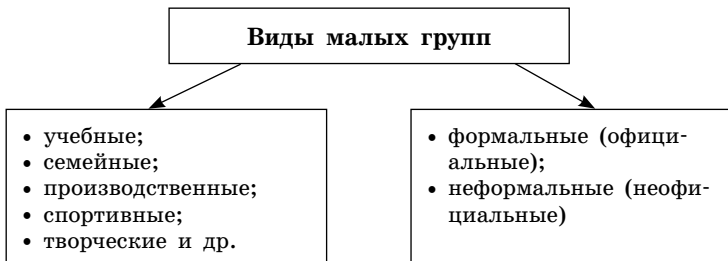 Виды малых групп
• учебные;
• семейные;
• производственные;
• спортивные;
• творческие и др.
• формальные (офици-
альные);
• неформальные (неофи-
циальные)